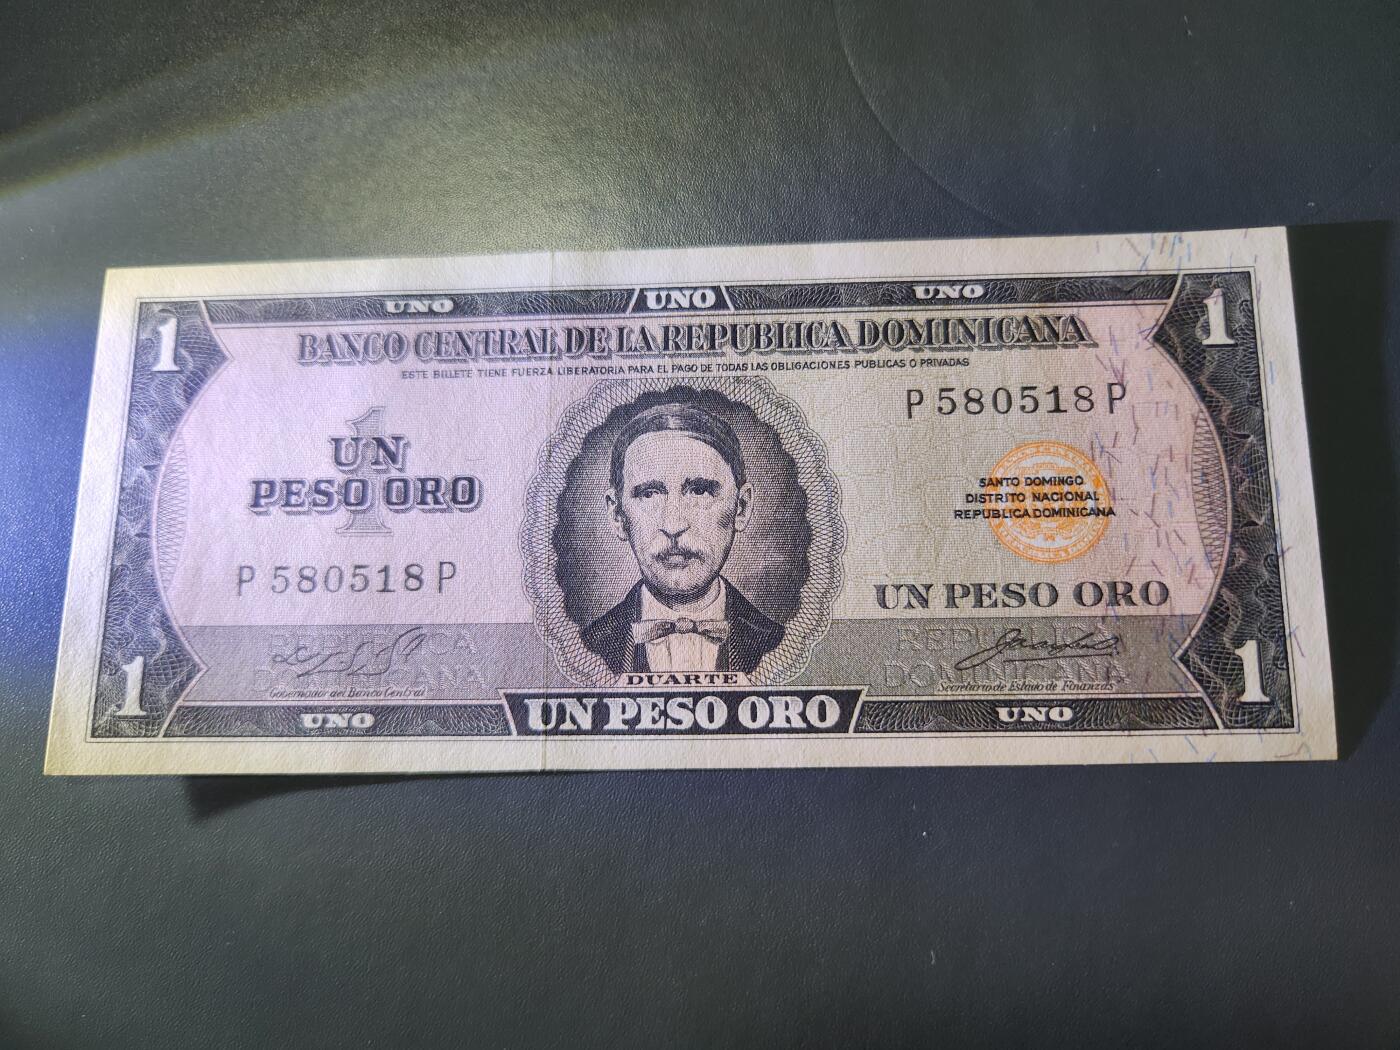 UNO UNO UNO
1 1
BANCO CENTRAL DE LA REPUBLICA DOMINICANA
ESTE BILLETE TIENE FUERZA LIBERATORIA PARA EL PAGO DE TODAS LAS OBLIGACIONES PUBLICAS O PRIVADAS
P 580518 P
1
UN
PESO ORO
SANTO DOMINGO
DISTRITO NACIONAL
REPUBLICA DOMINICANA
P 580518 P
UN PESO ORO
REPUBLICA
DOMINICANA
REPUBLICA
DOMINICANA
DUARTE
Gobernador del Banco Central
Secretario de Estado de Finanzas
1 1
UNO UN PESO ORO UNO